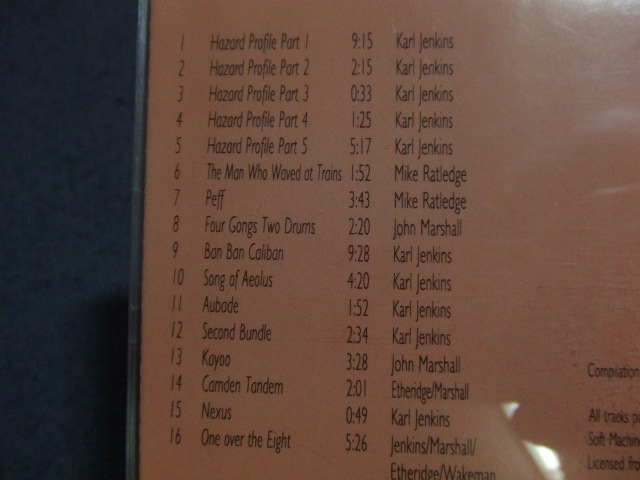 1 Hazard Profile Part 1 9:15 Karl Jenkins
2 Hazard Profile Part 2 2:15 Karl Jenkins
3 Hazard Profile Part 3 0:33 Karl Jenkins
4 Hazard Profile Part 4 1:25 Karl Jenkins
5 Hazard Profile Part 5 5:17 Karl Jenkins
6 The Man Who Waved at Trains 1:52 Mike Ratledge
7 Peff 3:43 Mike Ratledge
8 Four Gongs Two Drums 2:20 John Marshall
9 Ban Ban Caliban 9:28 Karl Jenkins
10 Song of Aeolus 4:20 Karl Jenkins
11 Aubade 1:52 Karl Jenkins
12 Second Bundle 2:34 Karl Jenkins
13 Kayoo 3:28 John Marshall
14 Camden Tandem 2:01 Etheridge/Marshall
15 Nexus 0:49 Karl Jenkins
16 One over the Eight 5:26 Jenkins/Marshall/
Etheridge/Wakeman
Compilation
All tracks
Soft Machine
Licensed